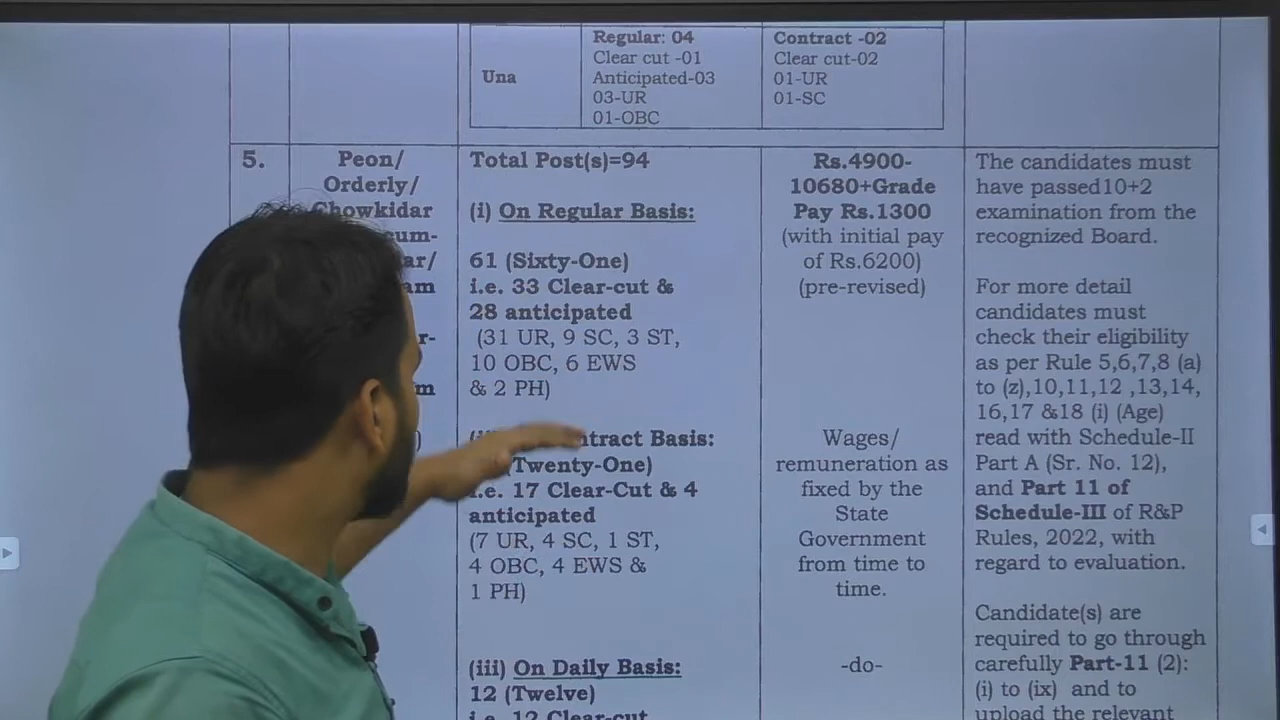 Una
Regular: 04
Clear cut -01
Anticipated-03
03-UR
01-OBC
Contract -02
Clear cut-02
01-UR
01-SC
5.
Peon/
Orderly/
Chowkidar
Total Post(s)=94
(i) On Regular Basis:
61 (Sixty-One)
i.e. 33 Clear-cut &
28 anticipated
(31 UR, 9 SC, 3 ST,
10 OBC, 6 EWS
& 2 PH)
Basis:
(Twenty-One)
i.e. 17 Clear-Cut & 4
anticipated
(7 UR, 4 SC, 1 ST,
4 OBC, 4 EWS &
1 PH)
(iii) On Daily Basis:
12 (Twelve)
i.e. 12 Clear-cut
Rs.4900-
10680+Grade
Pay Rs.1300
(with initial pay
of Rs.6200)
(pre-revised)
Wages/
remuneration as
fixed by the
State
Government
from time to
time.
-do-
The candidates must
have passed10+2
examination from the
recognized Board.
For more detail
candidates must
check their eligibility
as per Rule 5,6,7,8 (a)
to (z),10,11,12 ,13,14,
16,17 &18 (i) (Age)
read with Schedule-II
Part A (Sr. No. 12),
and Part 11 of
Schedule-III of R&P
Rules, 2022, with
regard to evaluation.
Candidate(s) are
required to go through
carefully Part-11 (2):
(i) to (ix) and to
upload the relevant